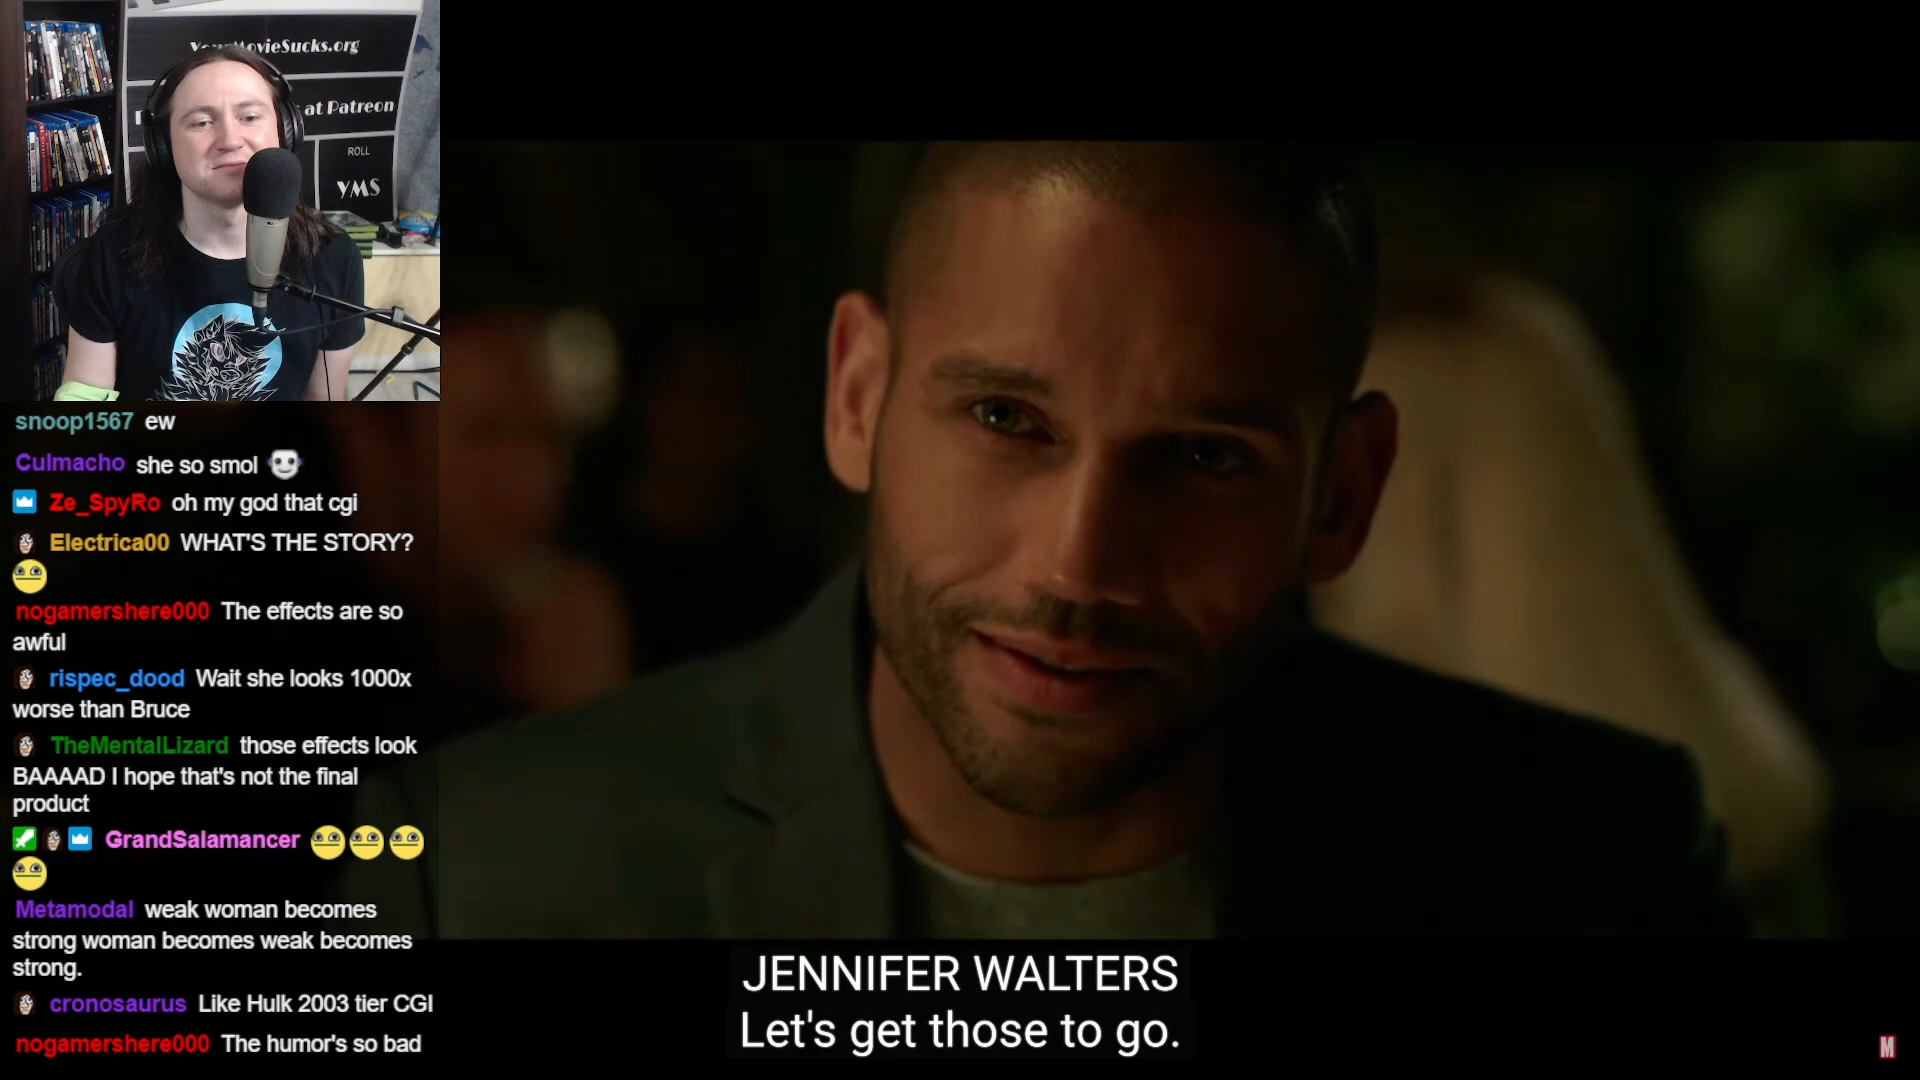 YourMovieSucks.org
at Patreon
ROLL
YMS
snoop1567 ew
Culmacho she so smol
Ze_SpyRo oh my god that cgi
Electrica00 WHAT'S THE STORY?
nogamershere000 The effects are so
awful
rispec_dood Wait she looks 1000x
worse than Bruce
TheMentalLizard those effects look
BAAAAD I hope that's not the final
product
GrandSalamancer
Metamodal weak woman becomes
strong woman becomes weak becomes
strong.
cronosaurus Like Hulk 2003 tier CGI
nogamershere000 The humor's so bad
JENNIFER WALTERS
Let's get those to go.
M